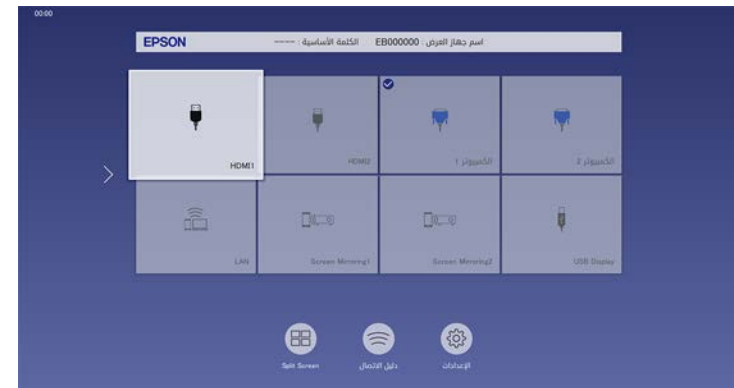 00:00
EPSON اسم جهاز العرض : EB000000 الكلمة الأساسية : ----
HDMI1 HDMI2 الكمبيوتر 1 الكمبيوتر 2
LAN Screen Mirroring1 Screen Mirroring2 USB Display
Split Screen دليل الاتصال الإعدادات